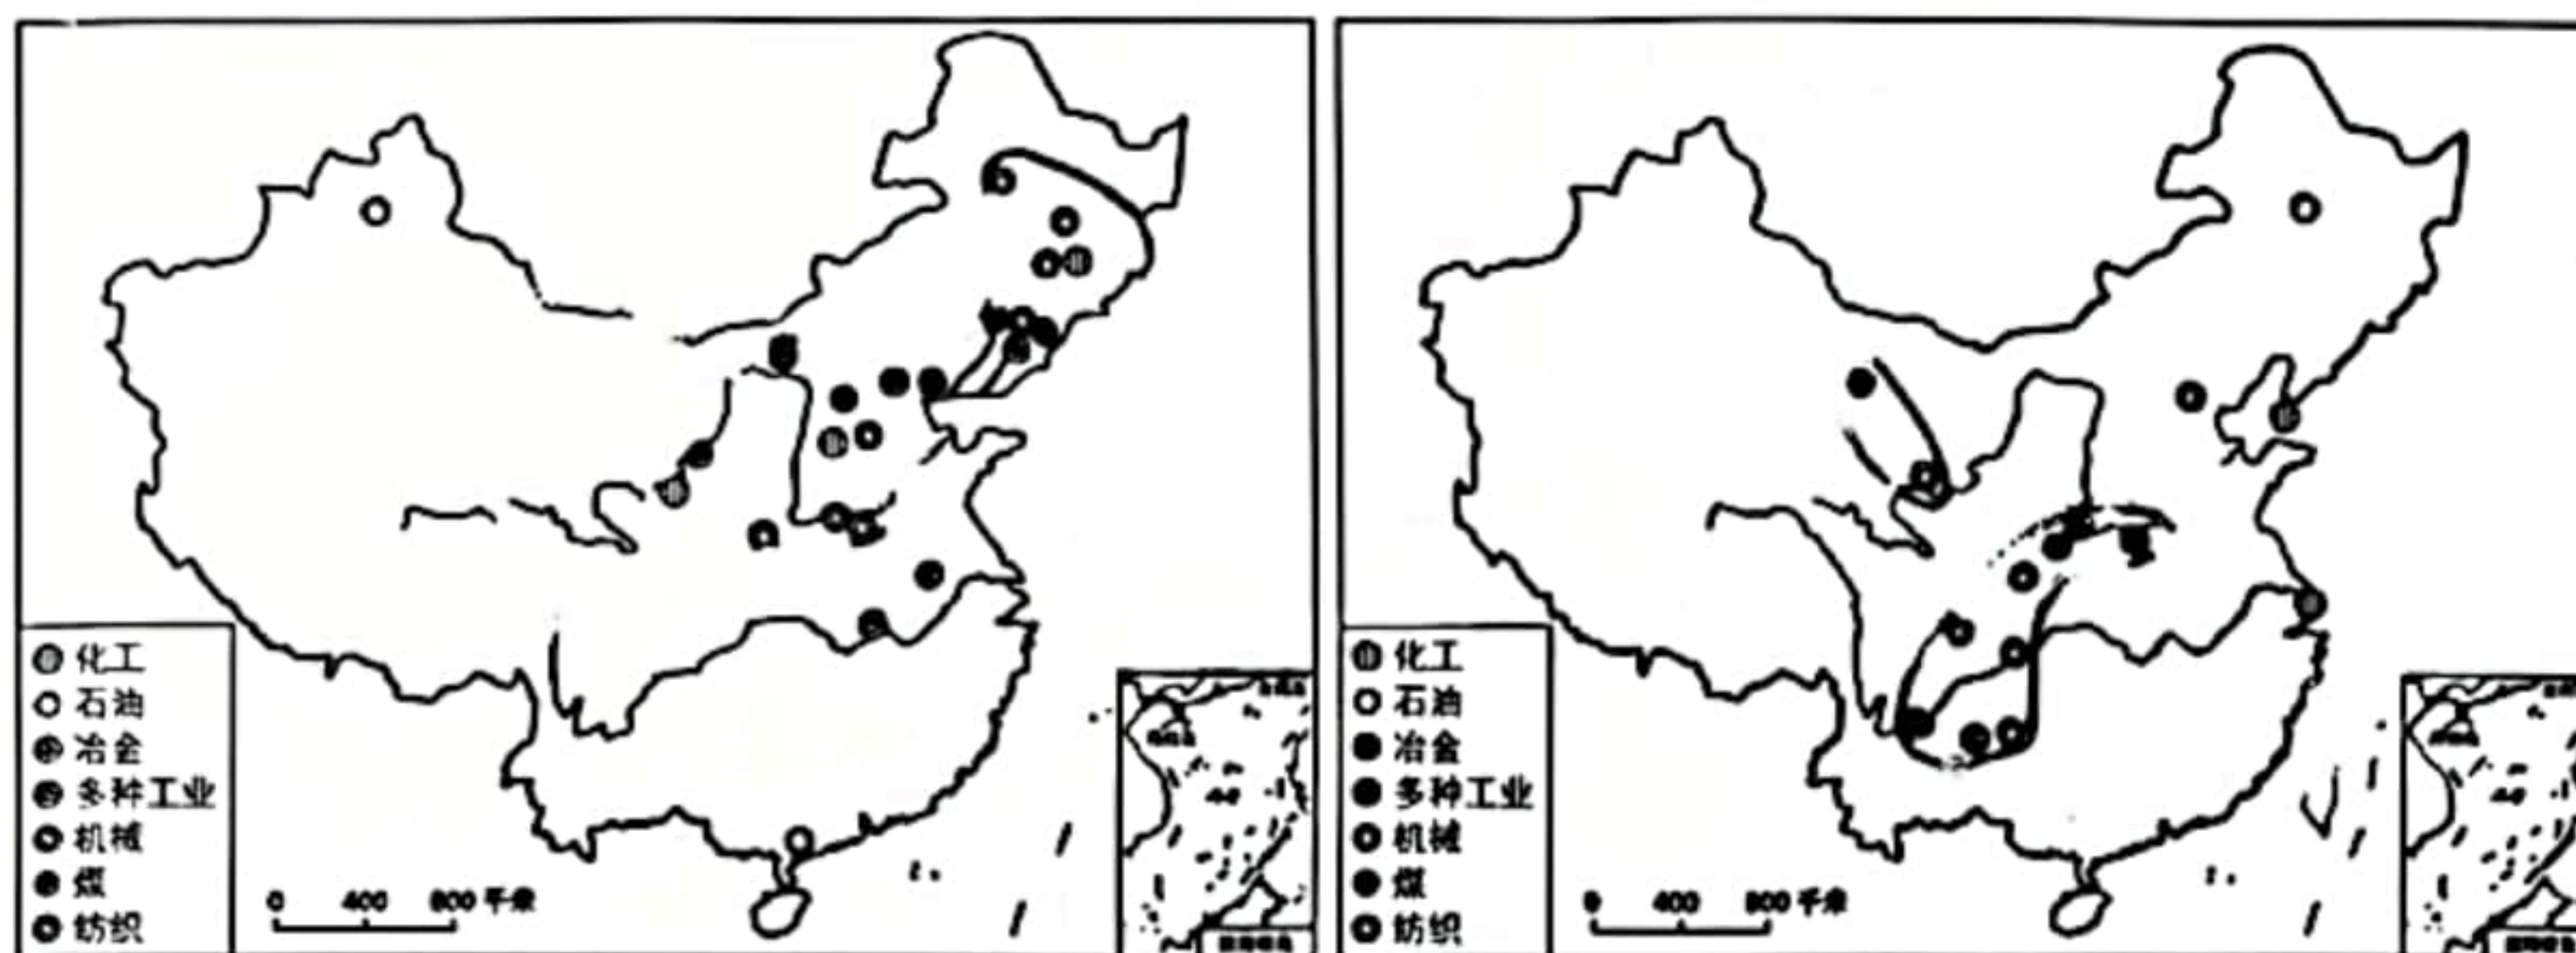 化工
石油
冶金
多种工业
机械
煤
纺织
0 400 800 千米
化工
石油
冶金
多种工业
机械
煤
纺织
0 400 800 千米